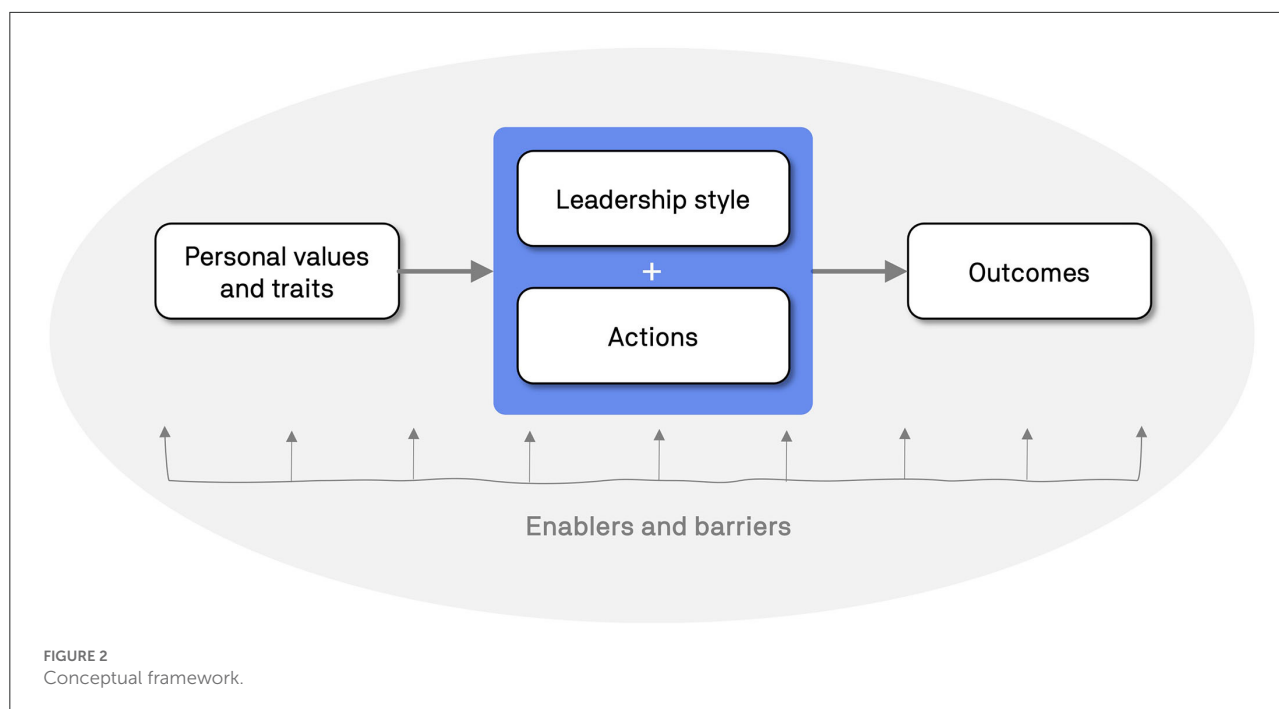 Leadership style
Personal values
and traits
+
Outcomes
Actions
Enablers and barriers
FIGURE 2
Conceptual framework.